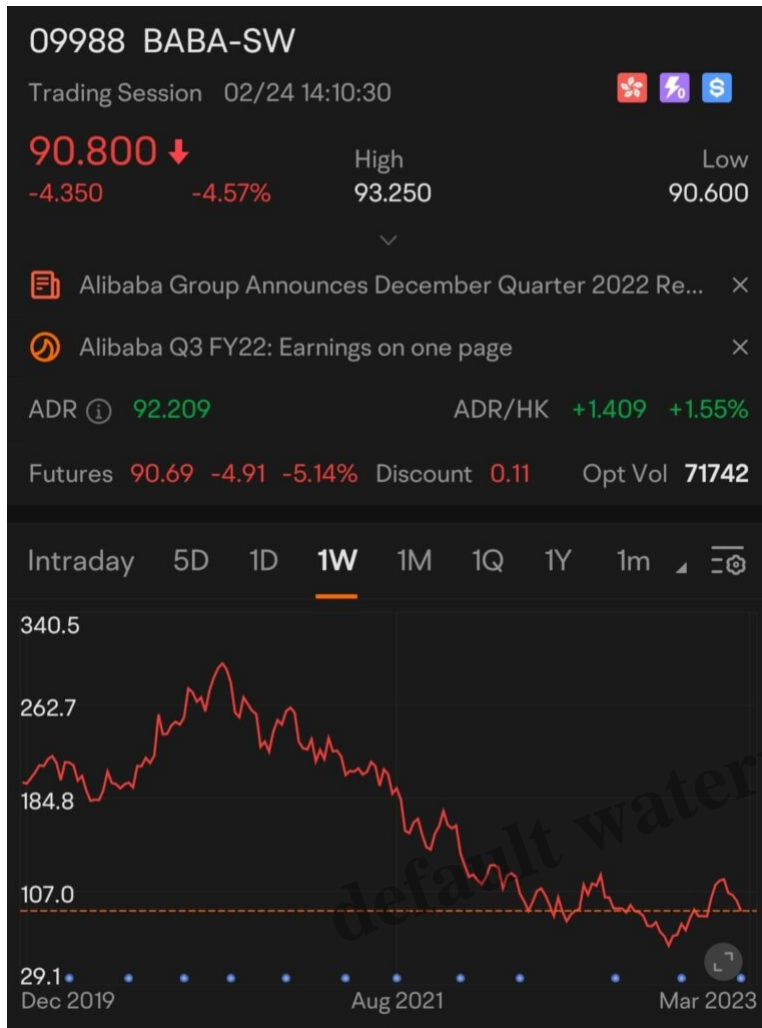 09988 BABA-SW
Trading Session 02/24 14:10:30
90.800 High Low
-4.350 -4.57% 93.250 90.600
Alibaba Group Announces December Quarter 2022 Re...
Alibaba Q3 FY22: Earnings on one page
ADR 92.209 ADR/HK +1.409 +1.55%
Futures 90.69 -4.91 -5.14% Discount 0.11 Opt Vol 71742
Intraday 5D 1D 1W 1M 1Q 1Y 1m
340.5
262.7
184.8
107.0
29.1
Dec 2019 Aug 2021 Mar 2023
default water